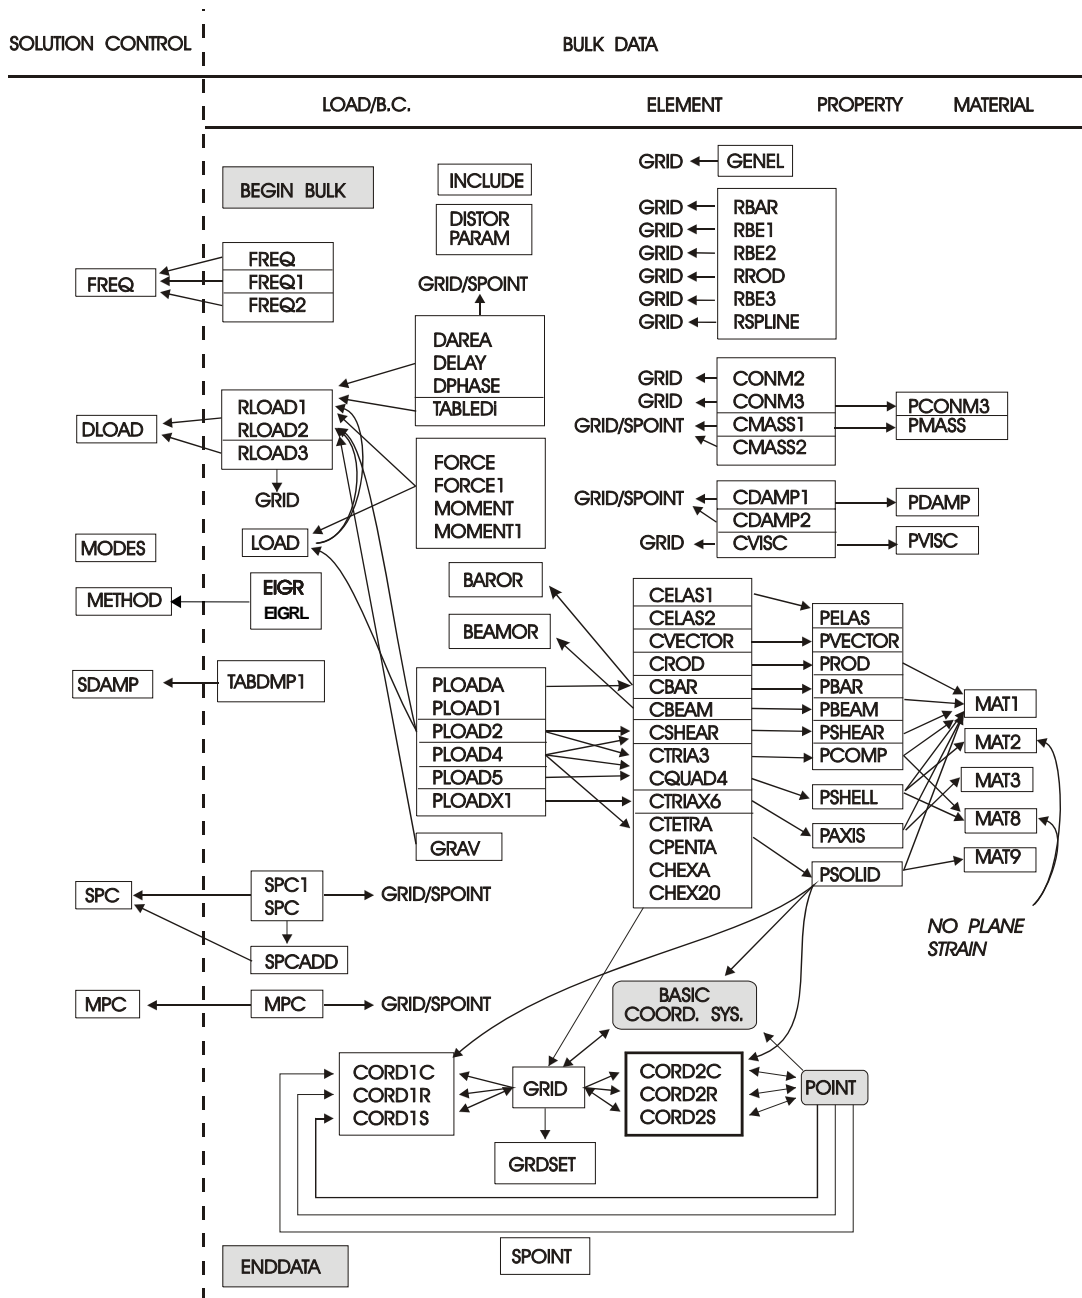 SOLUTION CONTROL
BULK DATA
LOAD/B.C.
ELEMENT
PROPERTY
MATERIAL
BEGIN BULK
INCLUDE
DISTOR
PARAM
GRID
GENEL
GRID
RBAR
GRID
RBE1
GRID
RBE2
GRID
RROD
GRID
RBE3
GRID
RSPLINE
FREQ
FREQ
FREQ1
FREQ2
GRID/SPOINT
DAREA
DELAY
DPHASE
TABLEDI
DLOAD
RLOAD1
RLOAD2
RLOAD3
GRID
GRID
CONM2
GRID
CONM3
PCONM3
GRID/SPOINT
CMASS1
PMASS
CMASS2
FORCE
FORCE1
MOMENT
MOMENT1
GRID/SPOINT
CDAMP1
PDAMP
CDAMP2
GRID
CVISC
PVISC
MODES
LOAD
METHOD
EIGR
EIGRL
BAROR
BEAMOR
SDAMP
TABDMP1
PLOADA
PLOAD1
PLOAD2
PLOAD4
PLOAD5
PLOADX1
GRAV
CELAS1
CELAS2
CVECTOR
CROD
CBAR
CBEAM
CSHEAR
CTRIA3
CQUAD4
CTRIAX6
CTETRA
CPENTA
CHEXA
CHEX20
PELAS
PVECTOR
PROD
PBAR
PBEAM
PSHEAR
PCOMP
PSHELL
PAXIS
PSOLID
MAT1
MAT2
MAT3
MAT8
MAT9
NO PLANE
STRAIN
SPC
SPC1
SPC
GRID/SPOINT
SPCADD
MPC
MPC
GRID/SPOINT
BASIC
COORD. SYS.
CORD1C
CORD1R
CORD1S
GRID
CORD2C
CORD2R
CORD2S
POINT
GRDSET
SPOINT
ENDDATA